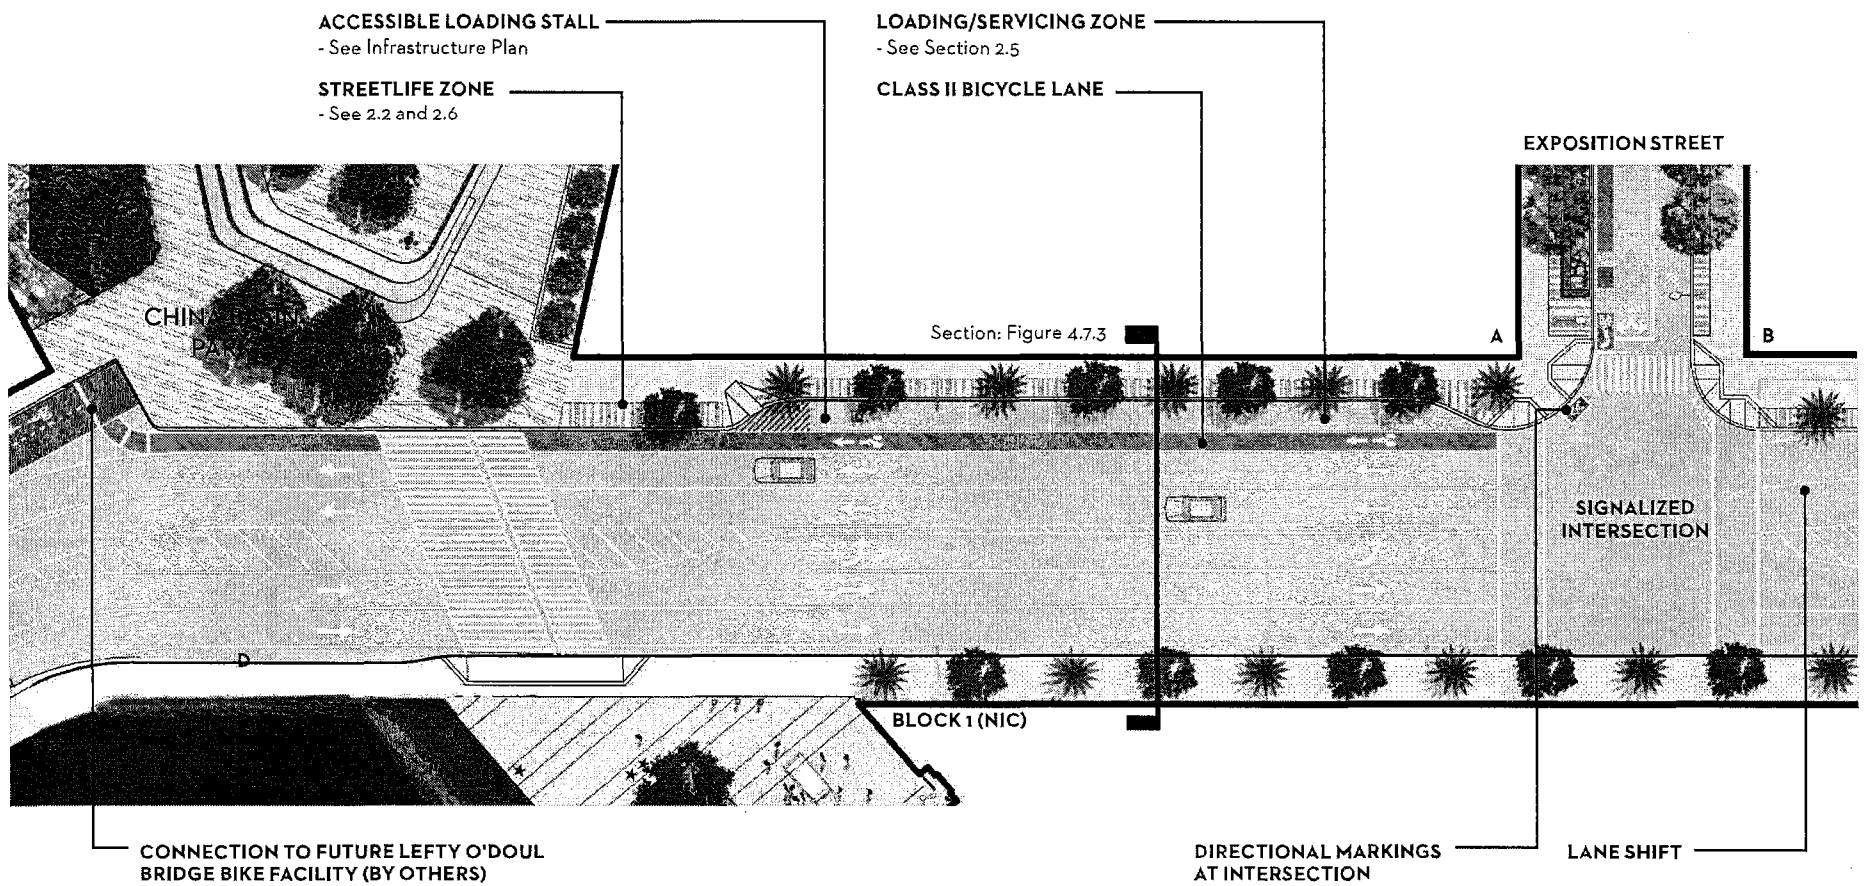 ACCESSIBLE LOADING STALL
- See Infrastructure Plan
STREETLIFE ZONE
- See 2.2 and 2.6
LOADING/SERVICING ZONE
- See Section 2.5
CLASS II BICYCLE LANE
EXPOSITION STREET
Section: Figure 4.7.3
A
B
SIGNALIZED
INTERSECTION
D
BLOCK 1 (NIC)
CONNECTION TO FUTURE LEFTY O'DOUL
BRIDGE BIKE FACILITY (BY OTHERS)
DIRECTIONAL MARKINGS
AT INTERSECTION
LANE SHIFT